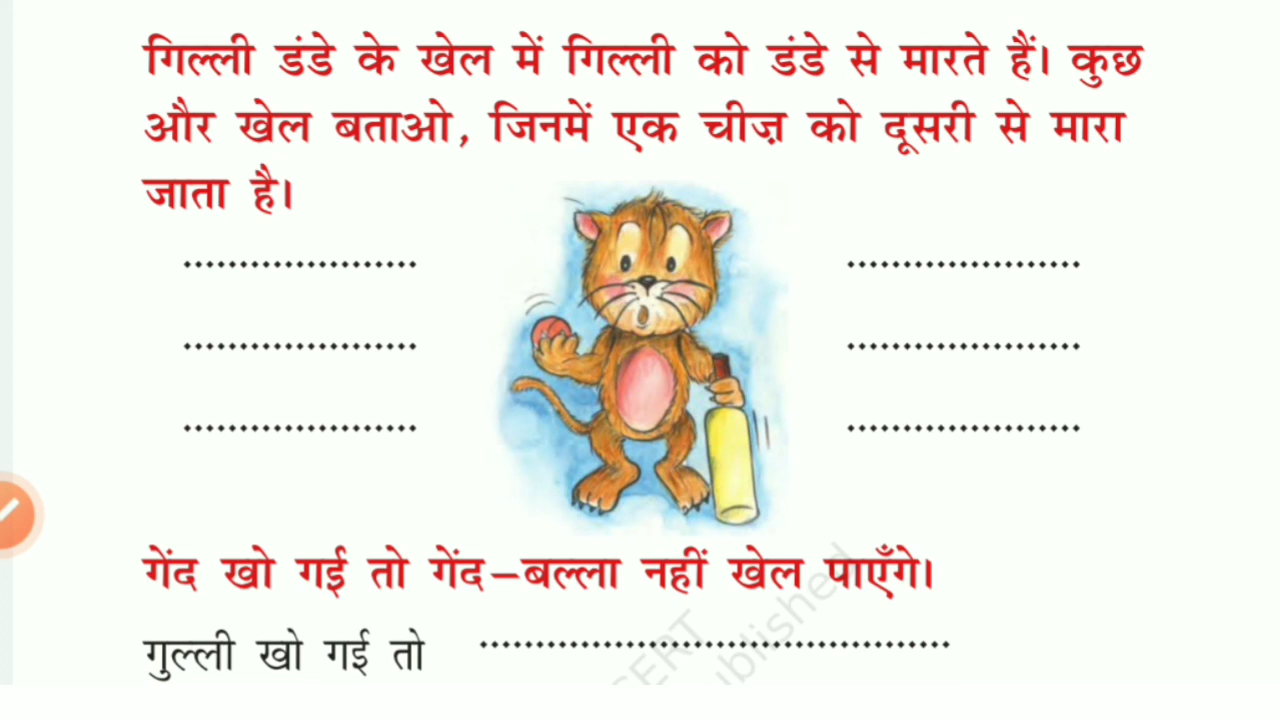 गिल्ली डंडे के खेल में गिल्ली को डंडे से मारते हैं। कुछ
और खेल बताओ, जिनमें एक चीज़ को दूसरी से मारा
जाता है।
..................... .....................
..................... .....................
..................... .....................
गेंद खो गई तो गेंद–बल्ला नहीं खेल पाएँगे।
गुल्ली खो गई तो ..........................................